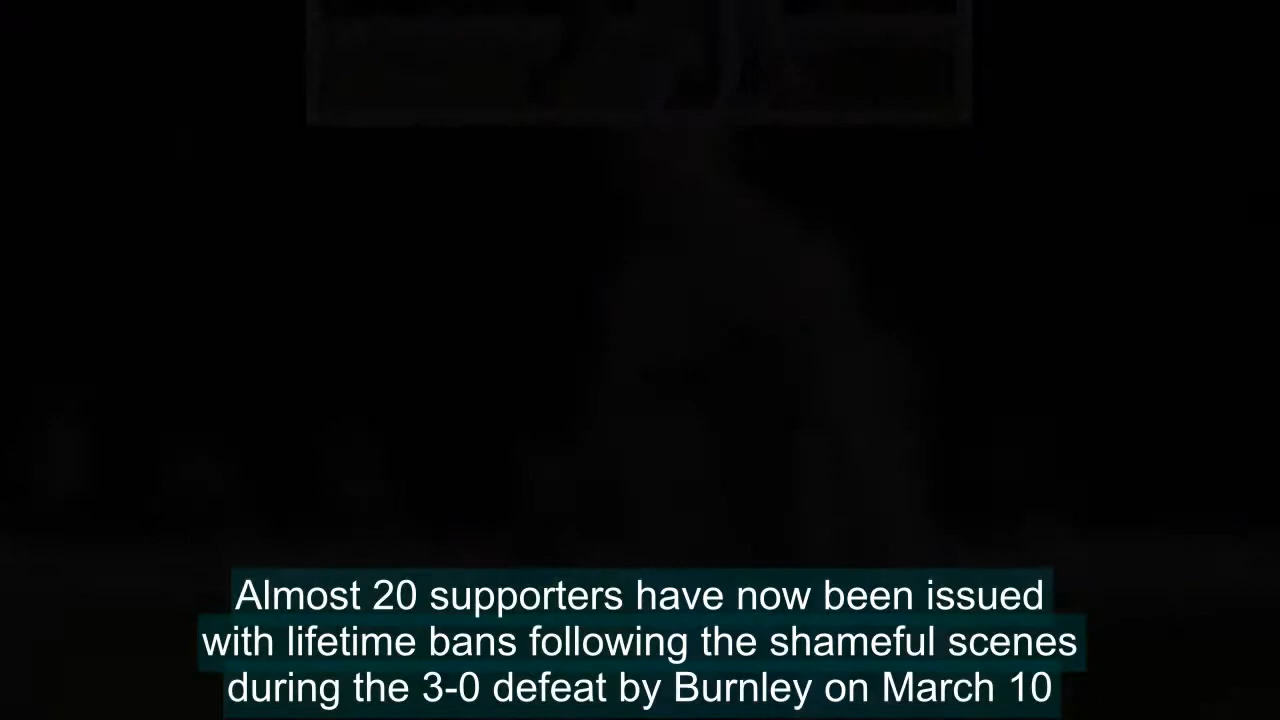 Almost 20 supporters have now been issued
with lifetime bans following the shameful scenes
during the 3-0 defeat by Burnley on March 10